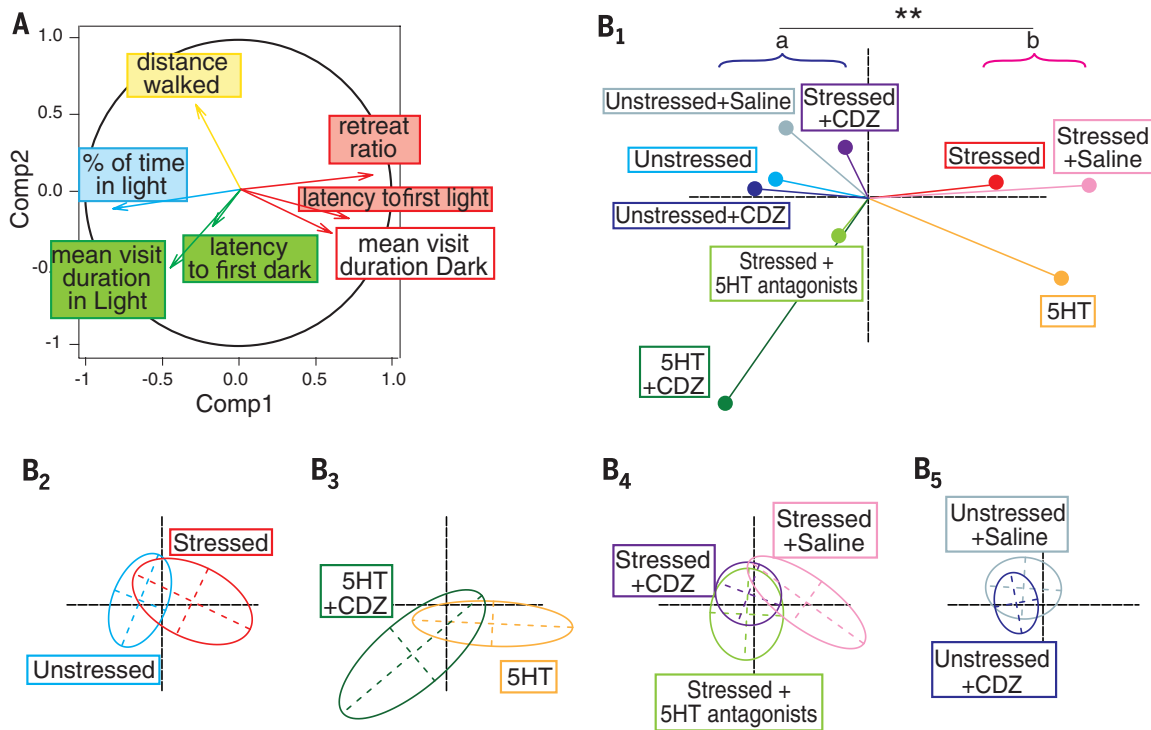 A
1.0
0.5
0.0
-0.
-1
Comp2
distance
walked
retreat
ratio
% of time
in light
latency to first light
mean visit
duration
in Light
latency
to first dark
mean visit
duration Dark
-1
-0.5
0.0
0.5
1.0
Comp1
B1
**
a
b
Unstressed+Saline
Stressed
+CDZ
Unstressed
Stressed
Stressed
+Saline
Unstressed+CDZ
Stressed +
5HT antagonists
5HT
5HT
+CDZ
B2
Stressed
Unstressed
B3
5HT
+CDZ
5HT
B4
Stressed
+Saline
Stressed
+CDZ
Stressed +
5HT antagonists
B5
Unstressed
+Saline
Unstressed
+CDZ